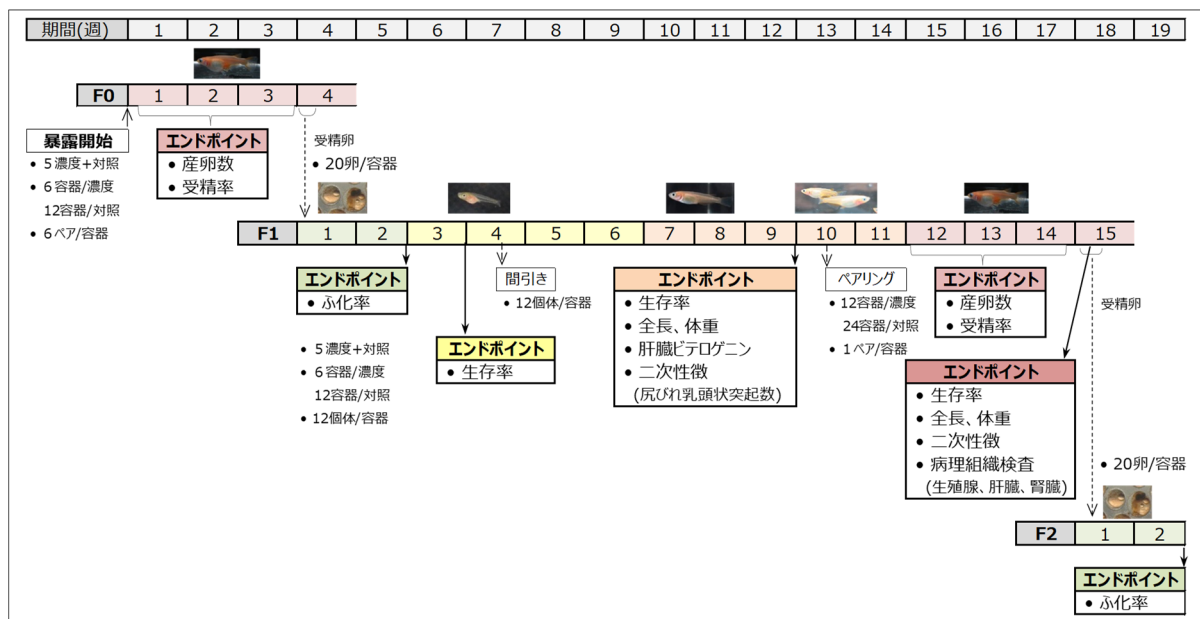 期間(週) 1 2 3 4 5 6 7 8 9 10 11 12 13 14 15 16 17 18 19
F0 1 2 3 4
暴露開始
• 5濃度+対照
• 6容器/濃度
12容器/対照
• 6ペア/容器
エンドポイント
• 産卵数
• 受精率
受精卵
• 20卵/容器
F1 1 2 3 4 5 6 7 8 9 10 11 12 13 14 15
エンドポイント
• ふ化率
• 5濃度+対照
• 6容器/濃度
12容器/対照
• 12個体/容器
エンドポイント
• 生存率
間引き
• 12個体/容器
エンドポイント
• 生存率
• 全長、体重
• 肝臓ビテロゲニン
• 二次性徴
(尻びれ乳頭状突起数)
ペアリング
• 12容器/濃度
24容器/対照
• 1ペア/容器
エンドポイント
• 産卵数
• 受精率
エンドポイント
• 生存率
• 全長、体重
• 二次性徴
• 病理組織検査
(生殖腺、肝臓、腎臓)
受精卵
• 20卵/容器
F2 1 2
エンドポイント
• ふ化率